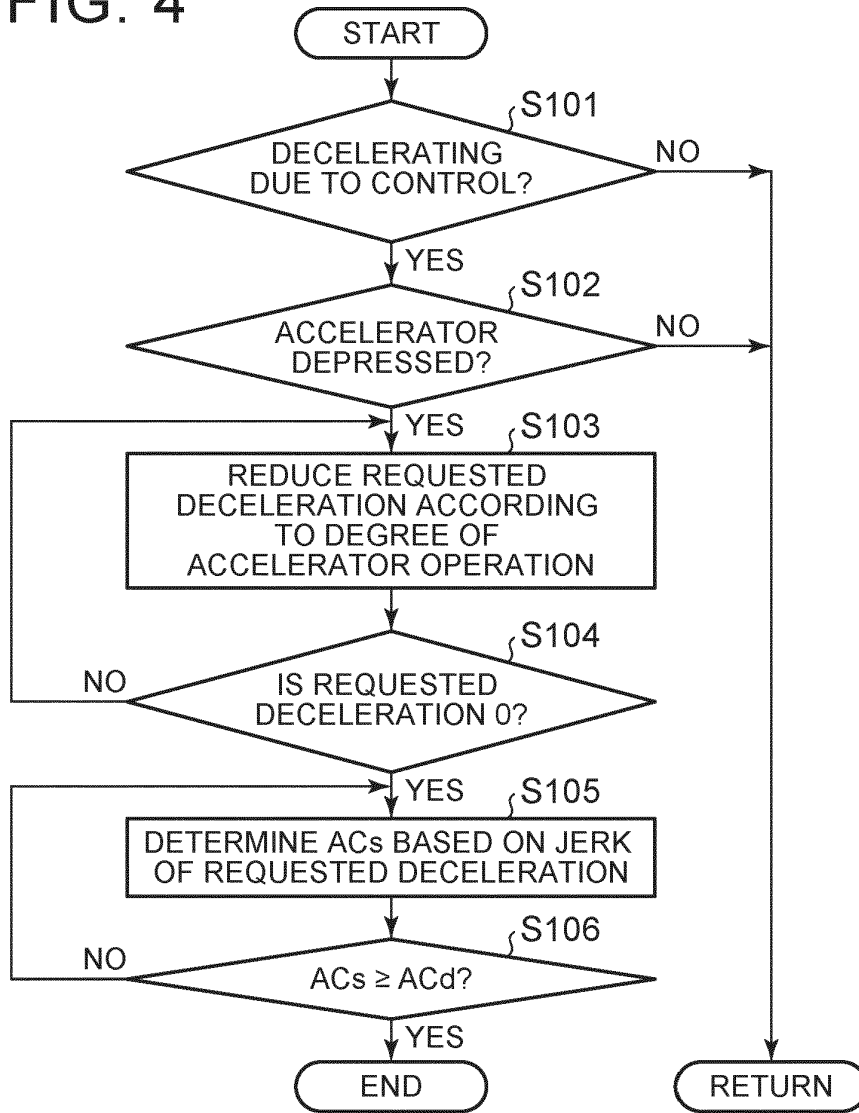 FIG. 4
START
S101
DECELERATING
DUE TO CONTROL?
NO
YES
S102
ACCELERATOR
DEPRESSED?
NO
YES
S103
REDUCE REQUESTED
DECELERATION ACCORDING
TO DEGREE OF
ACCELERATOR OPERATION
S104
IS REQUESTED
DECELERATION 0?
NO
YES
S105
DETERMINE ACs BASED ON JERK
OF REQUESTED DECELERATION
S106
ACs ≥ ACd?
NO
YES
END
RETURN